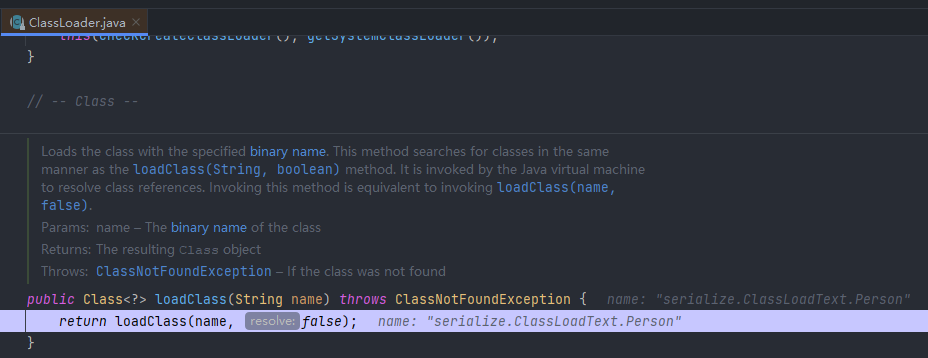 ClassLoader.java
this(checkCreateClassLoader(), getSystemClassLoader());
}
// -- Class --
Loads the class with the specified binary name. This method searches for classes in the same
manner as the loadClass(String, boolean) method. It is invoked by the Java virtual machine
to resolve class references. Invoking this method is equivalent to invoking loadClass(name,
false).
Params: name – The binary name of the class
Returns: The resulting Class object
Throws: ClassNotFoundException – If the class was not found
public Class<?> loadClass(String name) throws ClassNotFoundException { name: "serialize.ClassLoadText.Person"
return loadClass(name, resolve: false); name: "serialize.ClassLoadText.Person"
}